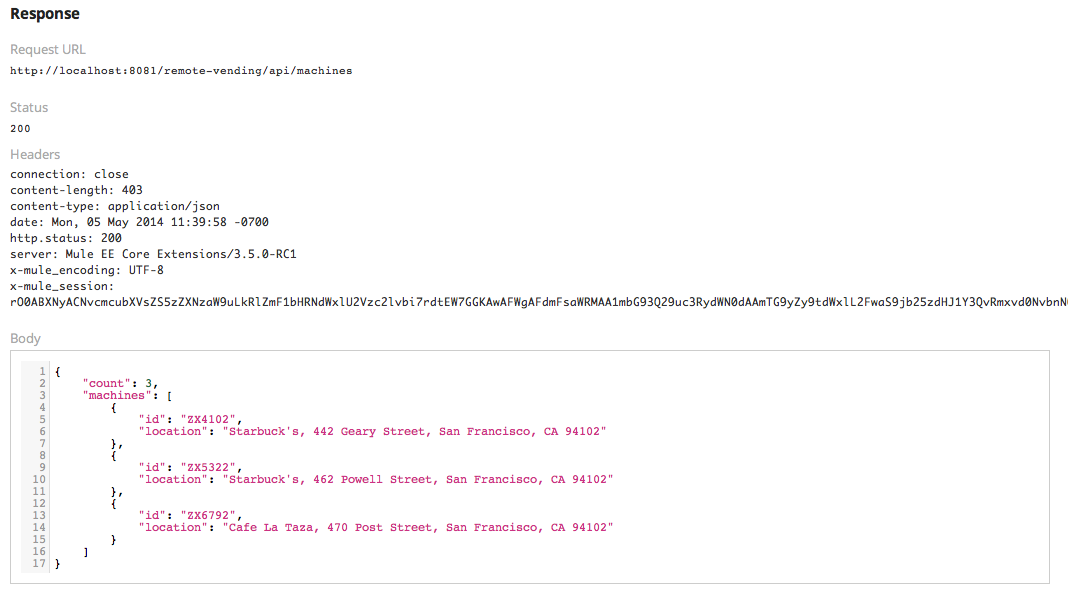 Response
Request URL
http://localhost:8081/remote-vending/api/machines
Status
200
Headers
connection: close
content-length: 403
content-type: application/json
date: Mon, 05 May 2014 11:39:58 -0700
http.status: 200
server: Mule EE Core Extensions/3.5.0-RC1
x-mule_encoding: UTF-8
x-mule_session:
rO0ABXNyACNvcmcubXVsZS5zZXNzaW9uLkRlZmF1bHRNdWxlU2Vzc2lvbi7rdtEW7GGKAwAFWgAFdmFsaWRMAA1mbG93Q29uc3RydWN0dAAmTG9yZy9tdWxlL2FwaS9jb25zdHJ1Y3QvRmxvd0NvbnN
Body
1 {
2 "count": 3,
3 "machines": [
4 {
5 "id": "ZX4102",
6 "location": "Starbuck's, 442 Geary Street, San Francisco, CA 94102"
7 },
8 {
9 "id": "ZX5322",
10 "location": "Starbuck's, 462 Powell Street, San Francisco, CA 94102"
11 },
12 {
13 "id": "ZX6792",
14 "location": "Cafe La Taza, 470 Post Street, San Francisco, CA 94102"
15 }
16 ]
17 }